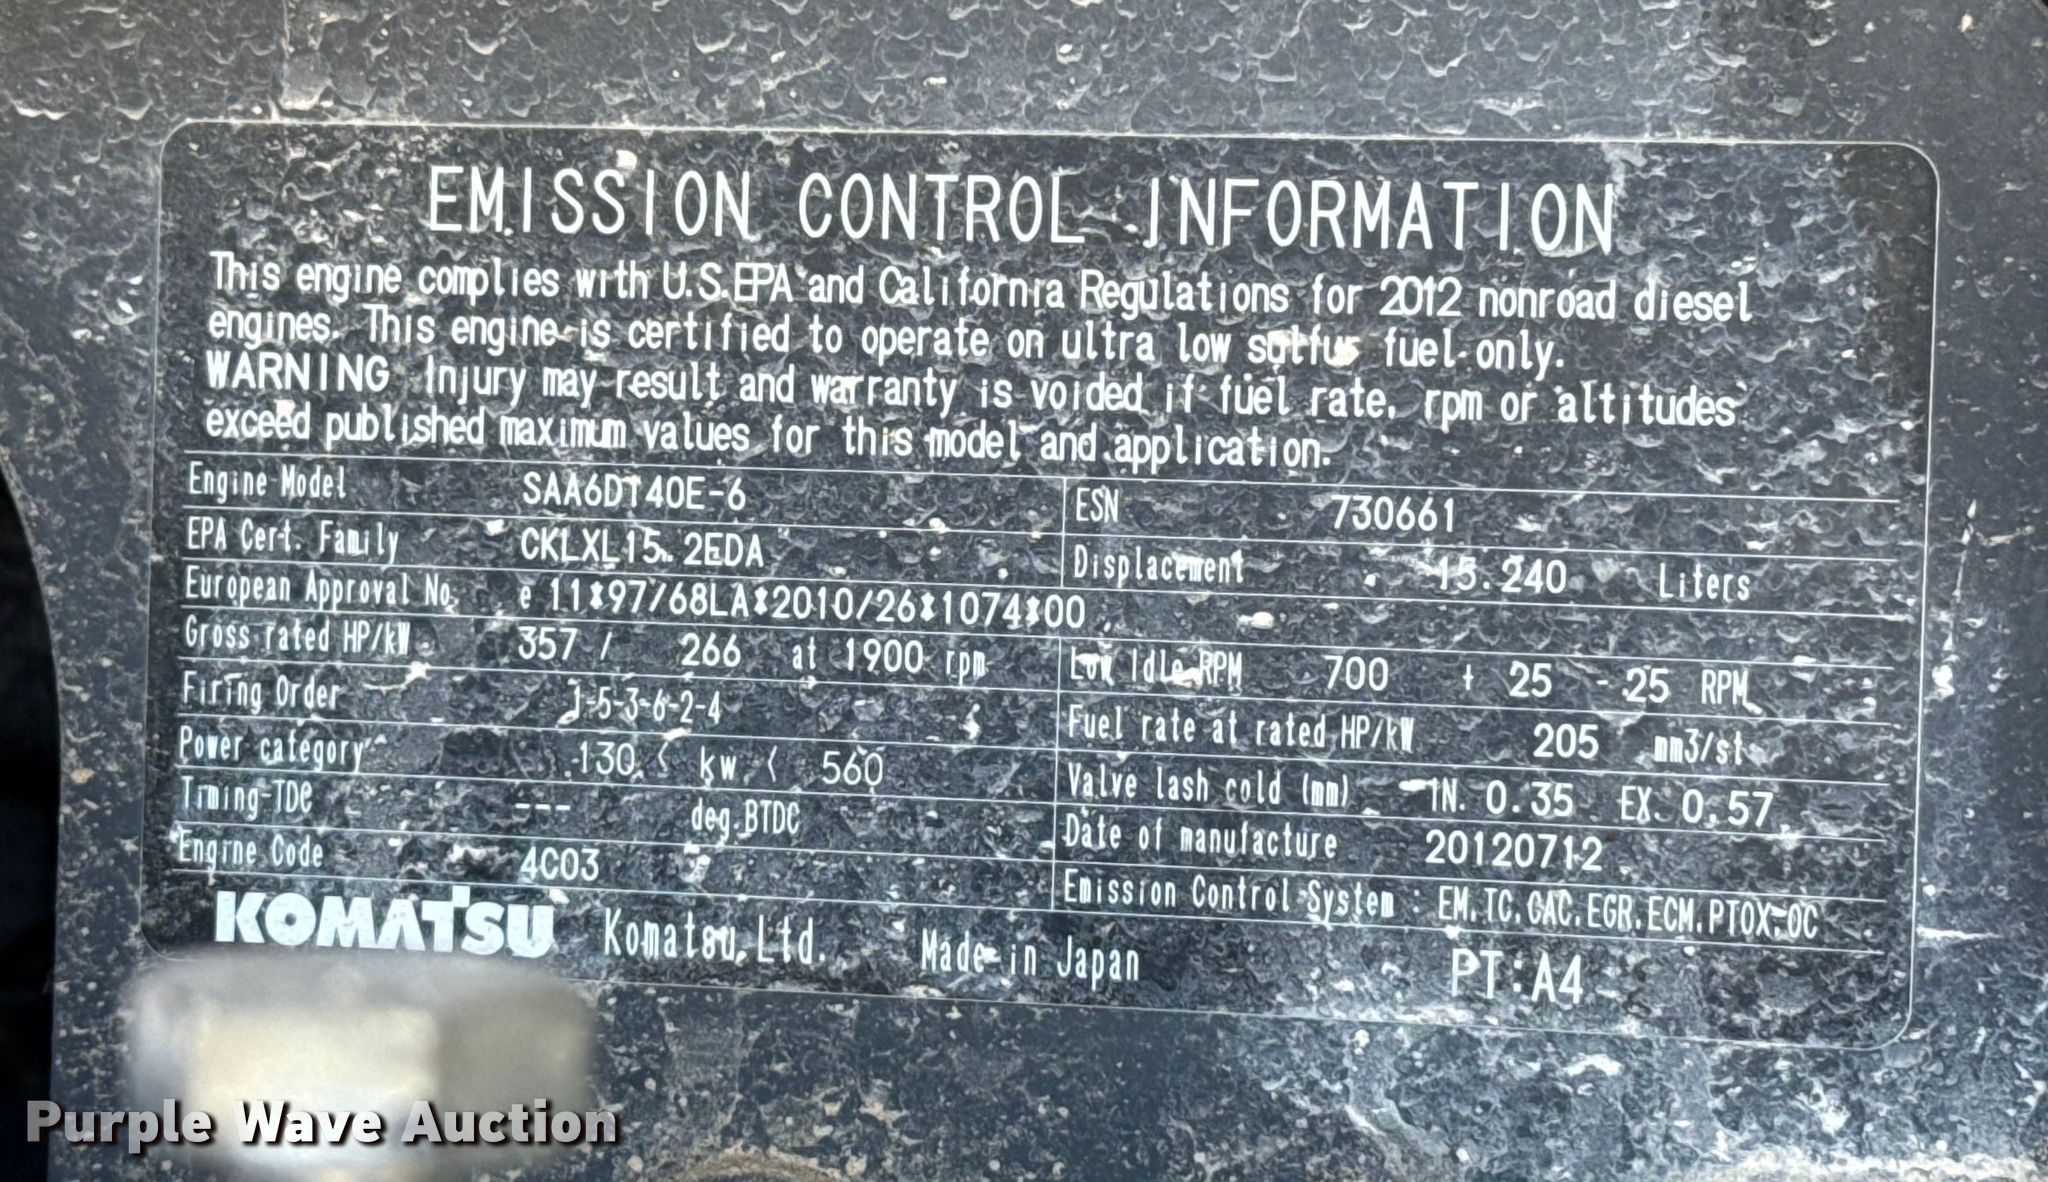 EMISSION CONTROL INFORMATION
This engine complies with U.S.EPA and California Regulations for 2012 nonroad diesel
engines. This engine is certified to operate on ultra low sulfur fuel only.
WARNING Injury may result and warranty is voided if fuel rate, rpm or altitudes
exceed published maximum values for this model and application.
Engine Model SAA6D140E-6 ESN 730661
EPA Cert. Family CKLXL15.2EDA Displacement 15.240 Liters
European Approval No. e 11*97/68LA*2010/26*1074*00
Gross rated HP/kW 357 / 266 at 1900 rpm Low Idle RPM 700 + 25 - 25 RPM
Firing Order 1-5-3-6-2-4 Fuel rate at rated HP/kW 205 mm3/st
Power category 130 < kw < 560 Valve lash cold (mm) IN. 0.35 EX. 0.57
Timing-TDC --- deg.BTDC Date of manufacture 20120712
Engine Code 4C03 Emission Control System : EM.TC.CAC.EGR.ECM.PTOX-OC
KOMATSU Komatsu,Ltd. Made in Japan PT:A4
Purple Wave Auction